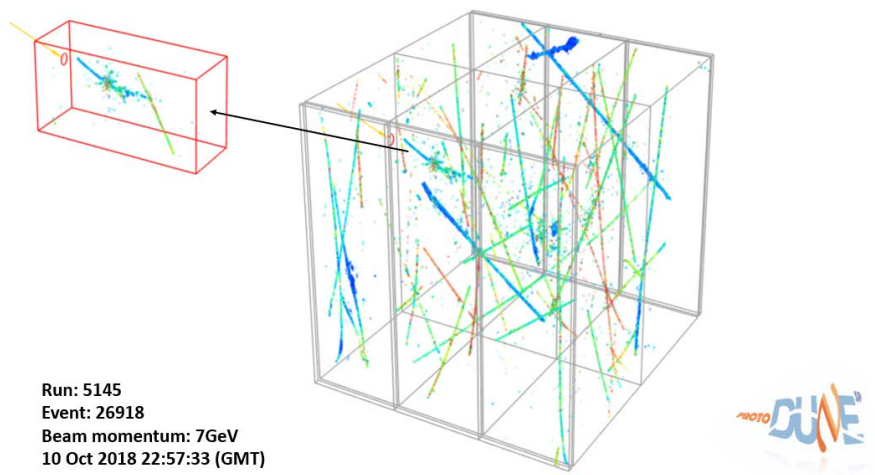 Run: 5145
Event: 26918
Beam momentum: 7GeV
10 Oct 2018 22:57:33 (GMT)
PROTO DUNE